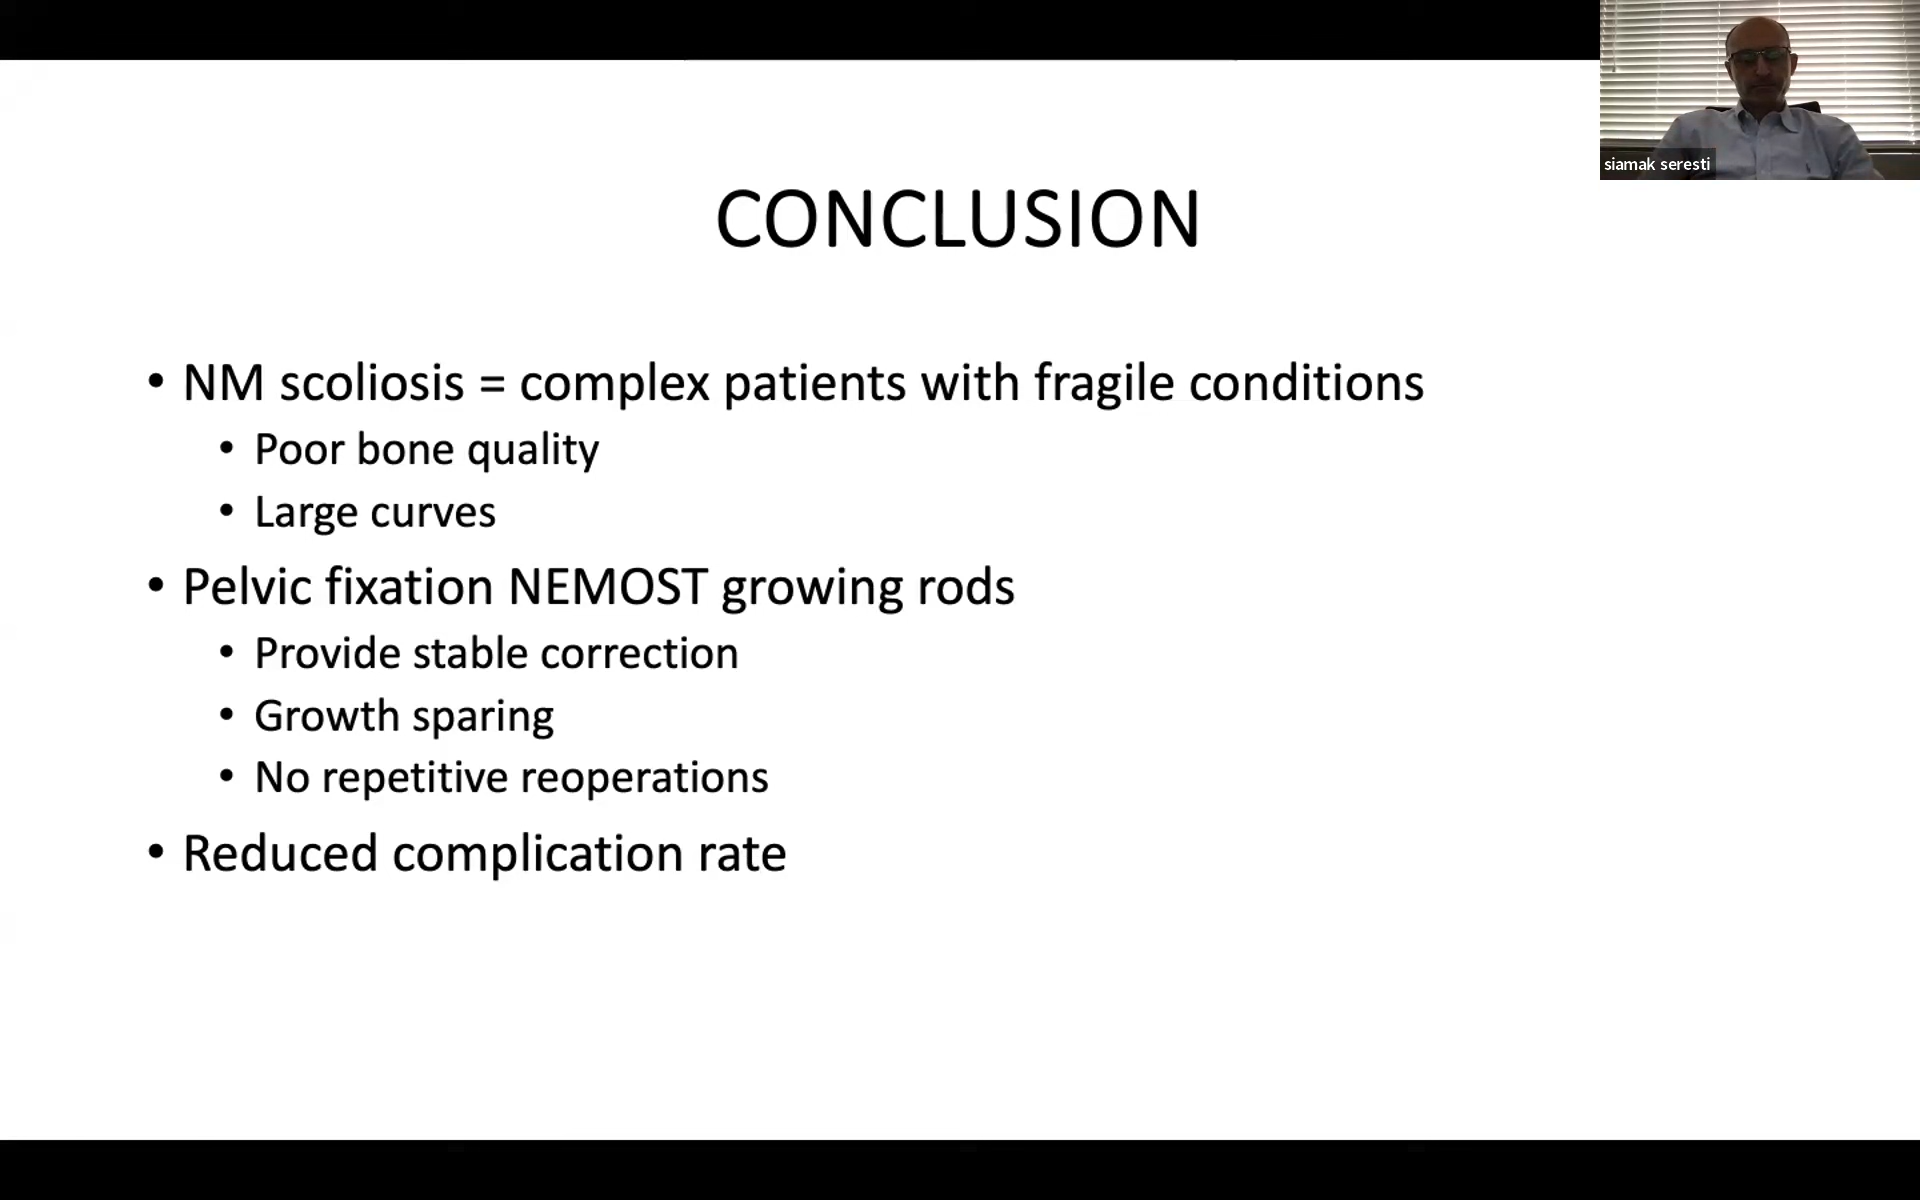 siamak seresti
CONCLUSION
• NM scoliosis = complex patients with fragile conditions
• Poor bone quality
• Large curves
• Pelvic fixation NEMOST growing rods
• Provide stable correction
• Growth sparing
• No repetitive reoperations
• Reduced complication rate